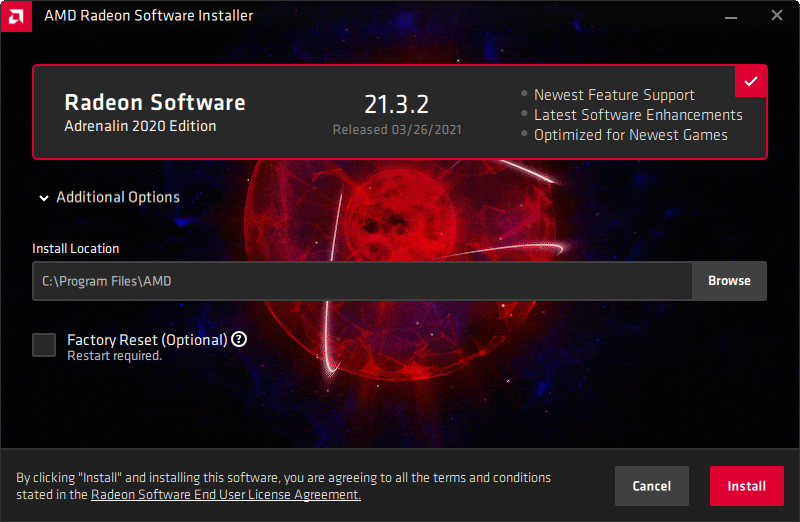 AMD Radeon Software Installer
Radeon Software
Adrenalin 2020 Edition
21.3.2
Released 03/26/2021
Newest Feature Support
Latest Software Enhancements
Optimized for Newest Games
Additional Options
Install Location
C:\Program Files\AMD
Browse
Factory Reset (Optional) ?
Restart required.
By clicking "Install" and installing this software, you are agreeing to all the terms and conditions
stated in the Radeon Software End User License Agreement.
Cancel
Install